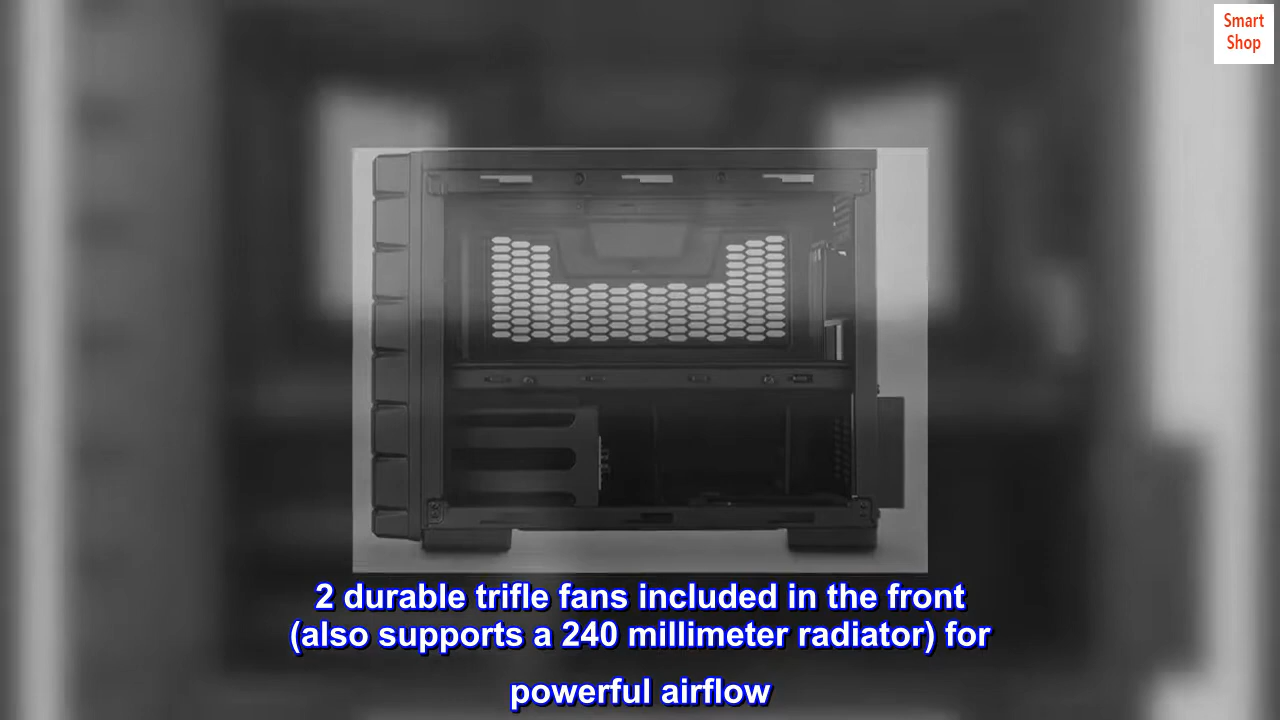 Smart
Shop
2 durable trifle fans included in the front
(also supports a 240 millimeter radiator) for
powerful airflow